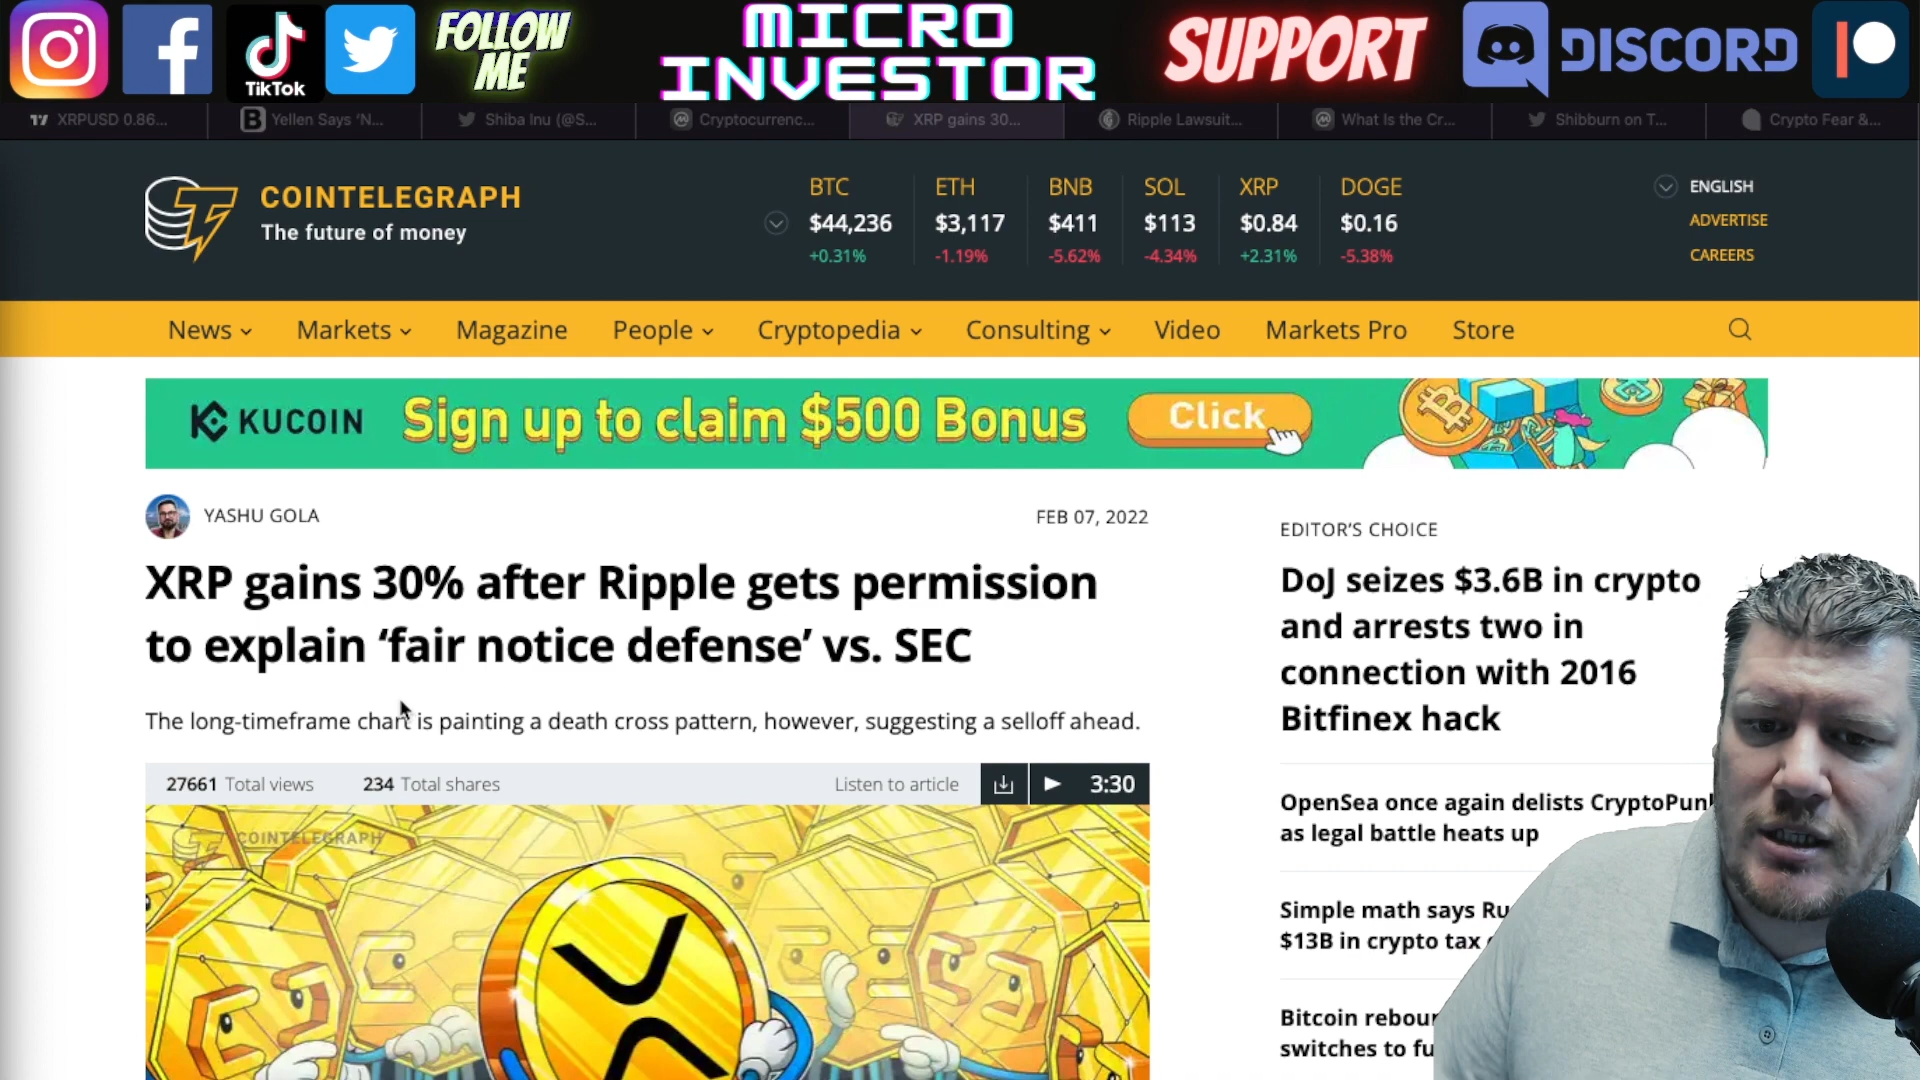 FOLLOW ME
MICRO INVESTOR
SUPPORT
DISCORD
TikTok
XRPUSD 0.86...
Yellen Says 'N...
Shiba Inu (@S...
Cryptocurrenc...
XRP gains 30...
Ripple Lawsuit...
What Is the Cr...
Shibburn on T...
Crypto Fear &...
COINTELEGRAPH
The future of money
BTC ETH BNB SOL XRP DOGE
$44,236 $3,117 $411 $113 $0.84 $0.16
+0.31% -1.19% -5.62% -4.34% +2.31% -5.38%
ENGLISH
ADVERTISE
CAREERS
News Markets Magazine People Cryptopedia Consulting Video Markets Pro Store
KUCOIN Sign up to claim $500 Bonus Click
YASHU GOLA
FEB 07, 2022
XRP gains 30% after Ripple gets permission
to explain ‘fair notice defense’ vs. SEC
The long-timeframe chart is painting a death cross pattern, however, suggesting a selloff ahead.
27661 Total views 234 Total shares Listen to article 3:30
COINTELEGRAPH
EDITOR’S CHOICE
DoJ seizes $3.6B in crypto
and arrests two in
connection with 2016
Bitfinex hack
OpenSea once again delists CryptoPun
as legal battle heats up
Simple math says Ru
$13B in crypto tax
Bitcoin rebour
switches to fu